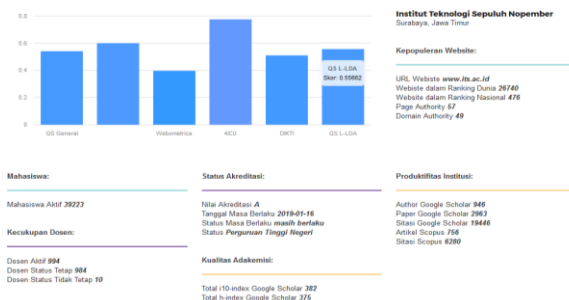 Institut Teknologi Sepuluh Nopember
Surabaya, Jawa Timur
Kepopuleran Website:
URL Webiste www.its.ac.id
Webiste dalam Ranking Dunia 26740
Website dalam Ranking Nasional 476
Page Authority 57
Domain Authority 49
0.8
0.6
0.4
0.2
0
QS L-LDA
Skor: 0.55662
QS General
Webometrics
4ICU
DIKTI
QS L-LDA
Mahasiswa:
Mahasiswa Aktif 39223
Kecukupan Dosen:
Dosen Aktif 994
Dosen Status Tetap 984
Dosen Status Tidak Tetap 10
Status Akreditasi:
Nilai Akreditasi A
Tanggal Masa Berlaku 2019-01-16
Status Masa Berlaku masih berlaku
Status Perguruan Tinggi Negeri
Kualitas Adakemisi:
Total i10-index Google Scholar 382
Total h-index Google Scholar 375
Produktifitas Institusi:
Author Google Scholar 946
Paper Google Scholar 2963
Sitasi Google Scholar 19446
Artikel Scopus 756
Sitasi Scopus 6280